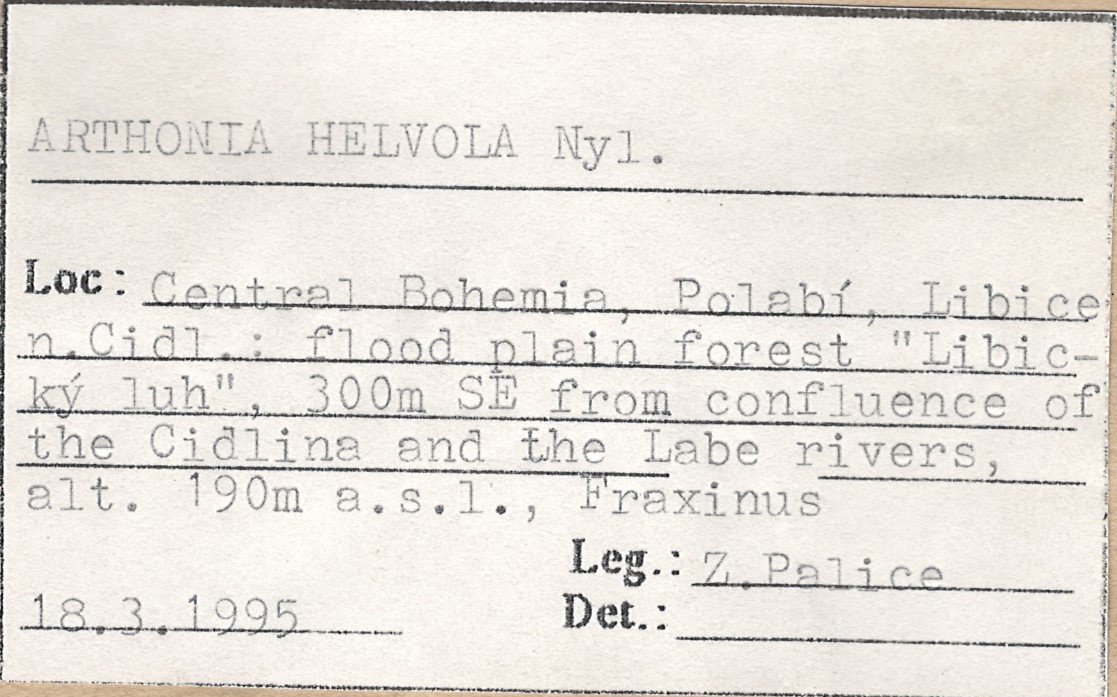 ARTHONIA HELVOLA Nyl.
Loc: Central Bohemia, Polabí, Libice
n.Cidl.: flood plain forest "Libic-
ký luh", 300m SE from confluence of
the Cidlina and the Labe rivers,
alt. 190m a.s.l., Fraxinus
Leg.: Z.Palice
18.3.1995
Det.: